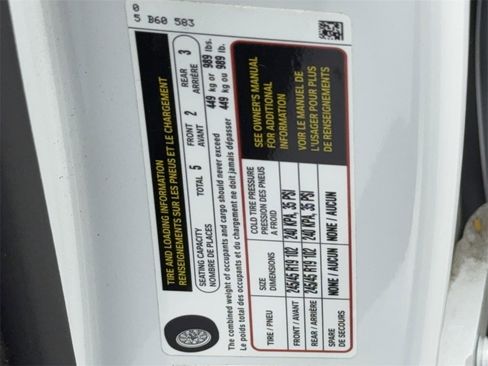 0
5 B60 503
TIRE AND LOADING INFORMATION
RENSEIGNEMENTS SUR LES PNEUS ET LE CHARGEMENT
SEATING CAPACITY
NOMBRE DE PLACES
TOTAL 5
FRONT
AVANT
2
REAR
ARRIÈRE
3
The combined weight of occupants and cargo should never exceed 449 kg or 989 lbs.
Le poids total des occupants et du chargement ne doit jamais dépasser 449 kg ou 989 lb.
TIRE / PNEU
SIZE
DIMENSIONS
COLD TIRE PRESSURE
PRESSION DES PNEUS
A FROID
FRONT / AVANT
245/45 R19 102
240 KPA, 35 PSI
REAR / ARRIÈRE
245/45 R19 102
240 KPA, 35 PSI
SPARE
DE SECOURS
NONE / AUCUN
NONE / AUCUN
SEE OWNER'S MANUAL
FOR ADDITIONAL
INFORMATION
VOIR LE MANUEL DE
L'USAGER POUR PLUS
DE RENSEIGNEMENTS